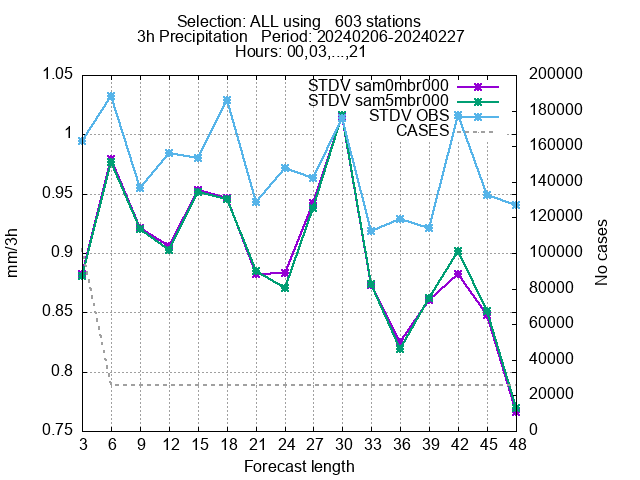 Selection: ALL using   603 stations
3h Precipitation   Period: 20240206-20240227
Hours: 00,03,...,21
STDV sam0mbr000
STDV sam5mbr000
STDV OBS
CASES
1.05
1
0.95
0.9
0.85
0.8
0.75
mm/3h
200000
180000
160000
140000
120000
100000
80000
60000
40000
20000
0
No cases
3 6 9 12 15 18 21 24 27 30 33 36 39 42 45 48
Forecast length